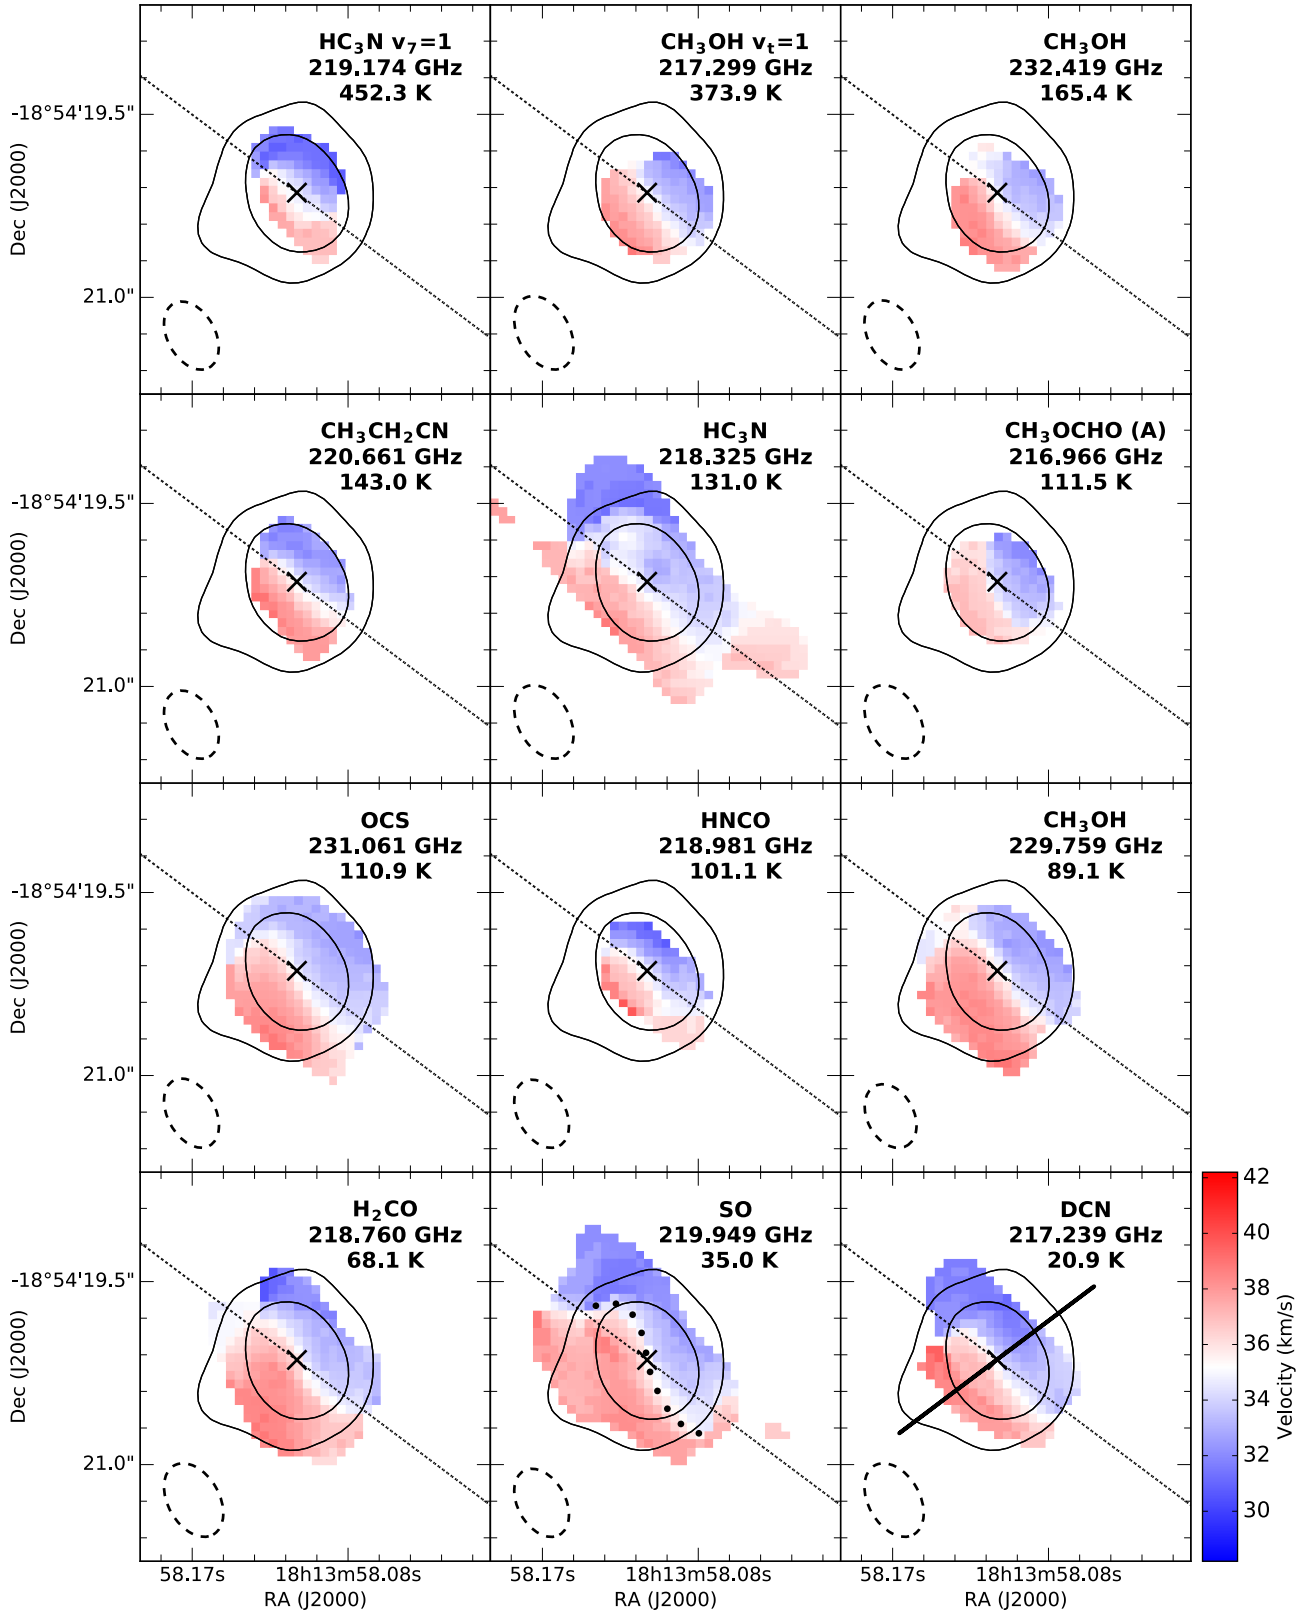 HC₃N v₇=1
219.174 GHz
452.3 K
CH₃OH vₜ=1
217.299 GHz
373.9 K
CH₃OH
232.419 GHz
165.4 K
-18°54'19.5"
21.0"
Dec (J2000)
CH₃CH₂CN
220.661 GHz
143.0 K
HC₃N
218.325 GHz
131.0 K
CH₃OCHO (A)
216.966 GHz
111.5 K
-18°54'19.5"
21.0"
Dec (J2000)
OCS
231.061 GHz
110.9 K
HNCO
218.981 GHz
101.1 K
CH₃OH
229.759 GHz
89.1 K
-18°54'19.5"
21.0"
Dec (J2000)
H₂CO
218.760 GHz
68.1 K
SO
219.949 GHz
35.0 K
DCN
217.239 GHz
20.9 K
-18°54'19.5"
21.0"
Dec (J2000)
42
40
38
36
34
32
30
Velocity (km/s)
58.17s 18h13m58.08s
RA (J2000)
58.17s 18h13m58.08s
RA (J2000)
58.17s 18h13m58.08s
RA (J2000)